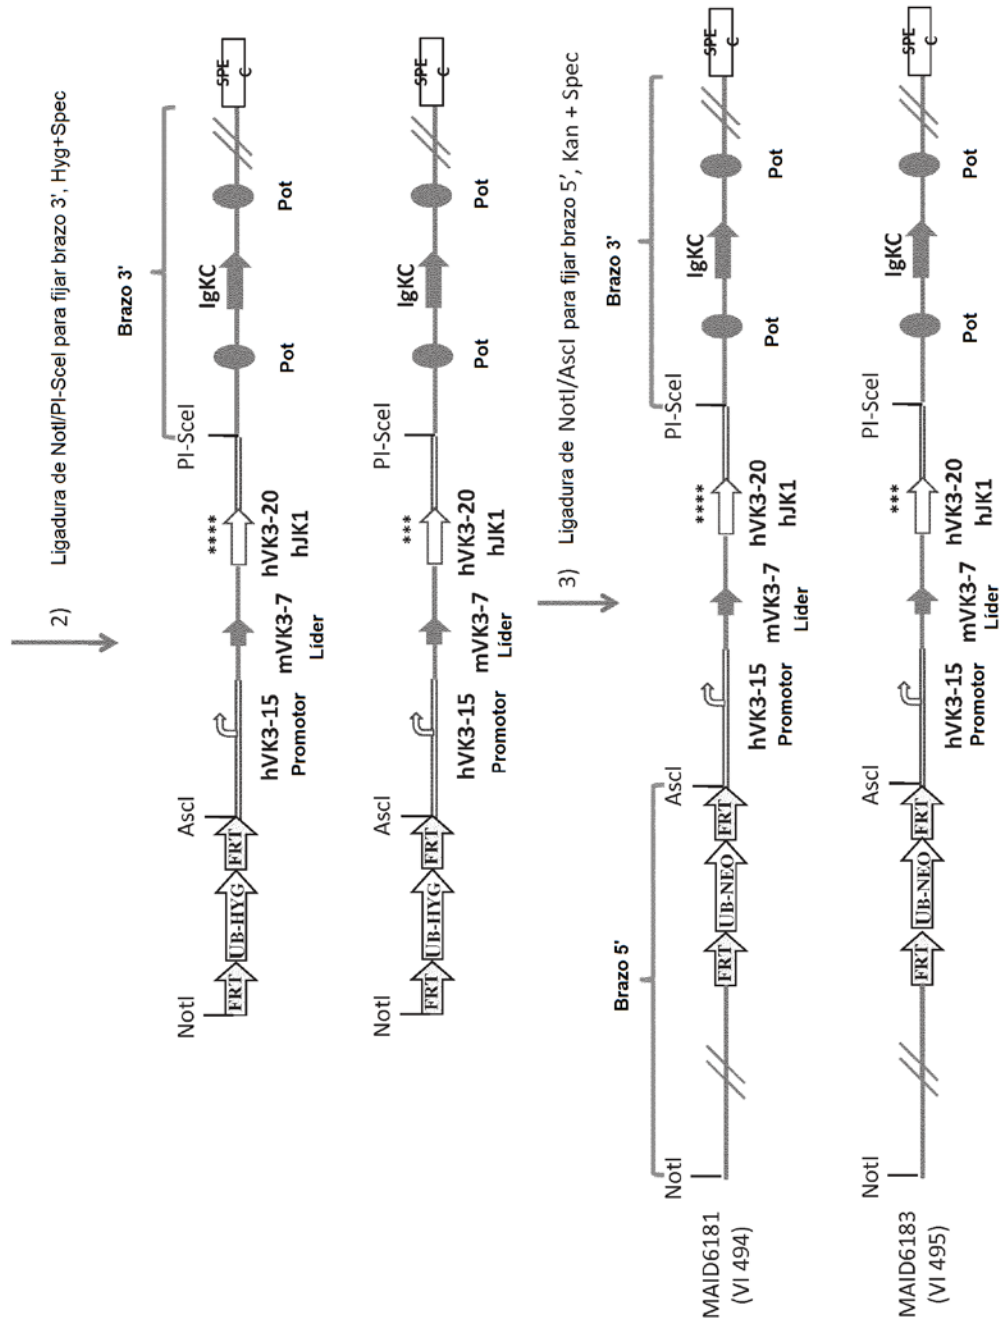 2) Ligadura de NotI/PI-SceI para fijar brazo 3', Hyg+Spec
Brazo 3'
NotI
AscI
PI-SceI
FRT
UB-HYG
FRT
hVK3-15
Promotor
mVK3-7
Líder
****
hVK3-20
hJK1
Pot
IgKC
Pot
SPE
C
NotI
AscI
PI-SceI
FRT
UB-HYG
FRT
hVK3-15
Promotor
mVK3-7
Líder
***
hVK3-20
hJK1
Pot
IgKC
Pot
SPE
C
3) Ligadura de NotI/AscI para fijar brazo 5', Kan + Spec
Brazo 5'
Brazo 3'
MAID6181
(VI 494)
NotI
AscI
PI-SceI
FRT
UB-NEO
FRT
hVK3-15
Promotor
mVK3-7
Líder
****
hVK3-20
hJK1
Pot
IgKC
Pot
SPE
C
MAID6183
(VI 495)
NotI
AscI
PI-SceI
FRT
UB-NEO
FRT
hVK3-15
Promotor
mVK3-7
Líder
***
hVK3-20
hJK1
Pot
IgKC
Pot
SPE
C